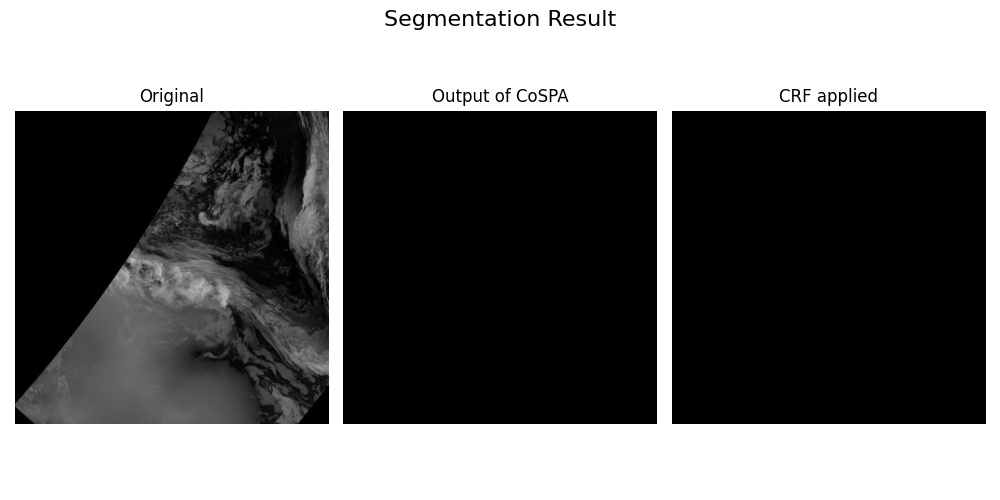 Segmentation Result
Original
Output of CoSPA
CRF applied